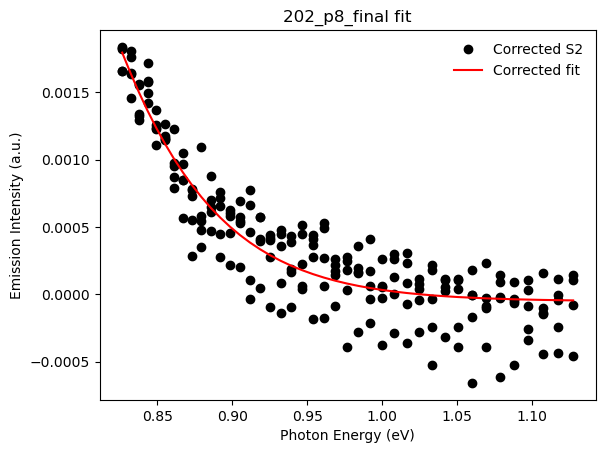 202_p8_final fit
Corrected S2
Corrected fit
Emission Intensity (a.u.)
0.0015
0.0010
0.0005
0.0000
−0.0005
0.85
0.90
0.95
1.00
1.05
1.10
Photon Energy (eV)